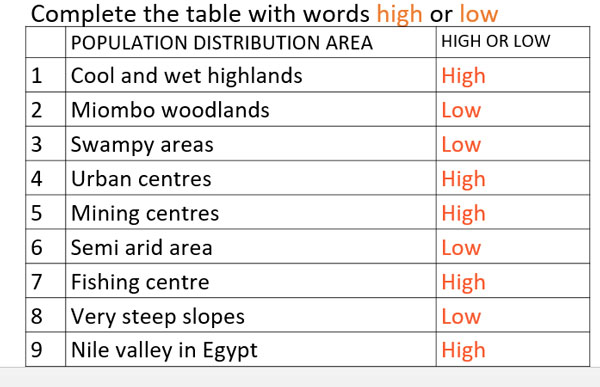 Complete the table with words high or low
POPULATION DISTRIBUTION AREA HIGH OR LOW
1 Cool and wet highlands High
2 Miombo woodlands Low
3 Swampy areas Low
4 Urban centres High
5 Mining centres High
6 Semi arid area Low
7 Fishing centre High
8 Very steep slopes Low
9 Nile valley in Egypt High